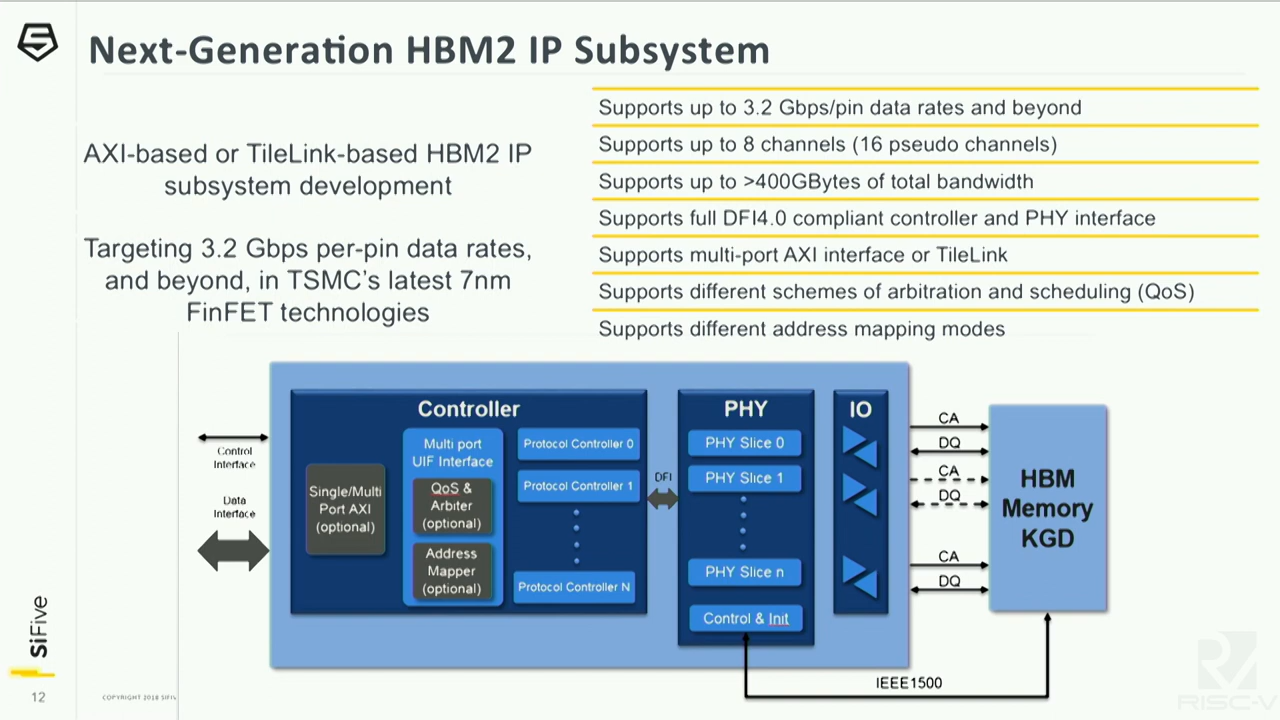 Next-Generation HBM2 IP Subsystem
AXI-based or TileLink-based HBM2 IP
subsystem development
Targeting 3.2 Gbps per-pin data rates,
and beyond, in TSMC's latest 7nm
FinFET technologies
Supports up to 3.2 Gbps/pin data rates and beyond
Supports up to 8 channels (16 pseudo channels)
Supports up to >400GBytes of total bandwidth
Supports full DFI4.0 compliant controller and PHY interface
Supports multi-port AXI interface or TileLink
Supports different schemes of arbitration and scheduling (QoS)
Supports different address mapping modes
Control
Interface
Data
Interface
Controller
Single/Multi
Port AXI
(optional)
Multi port
UIF Interface
QoS &
Arbiter
(optional)
Address
Mapper
(optional)
Protocol Controller 0
Protocol Controller 1
Protocol Controller N
DFI
PHY
PHY Slice 0
PHY Slice 1
PHY Slice n
Control & Init
IO
CA
DQ
CA
DQ
CA
DQ
HBM
Memory
KGD
IEEE1500
SiFive
12
COPYRIGHT 2018 SIFIV
RISC-V